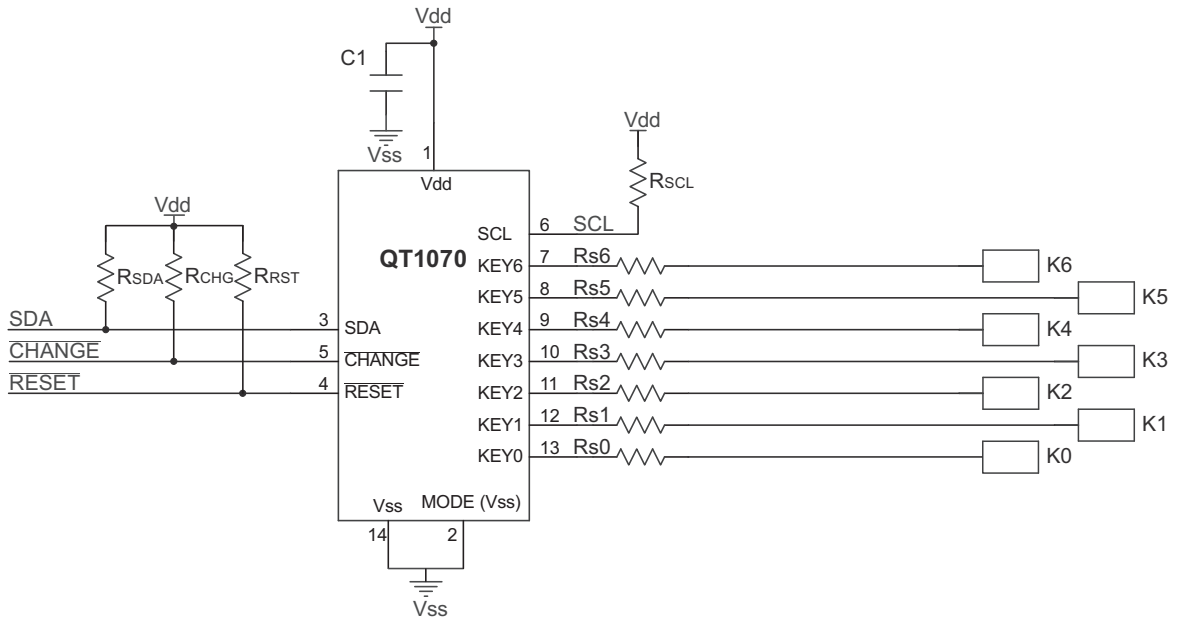 Vdd
C1
Vss
1
Vdd
Vdd
RSCL
Vdd
RSDA
RCHG
RRST
QT1070
SCL 6 SCL
KEY6 7 Rs6 K6
KEY5 8 Rs5 K5
KEY4 9 Rs4 K4
KEY3 10 Rs3 K3
KEY2 11 Rs2 K2
KEY1 12 Rs1 K1
KEY0 13 Rs0 K0
SDA 3 SDA
CHANGE 5 CHANGE
RESET 4 RESET
Vss MODE (Vss)
14 2
Vss